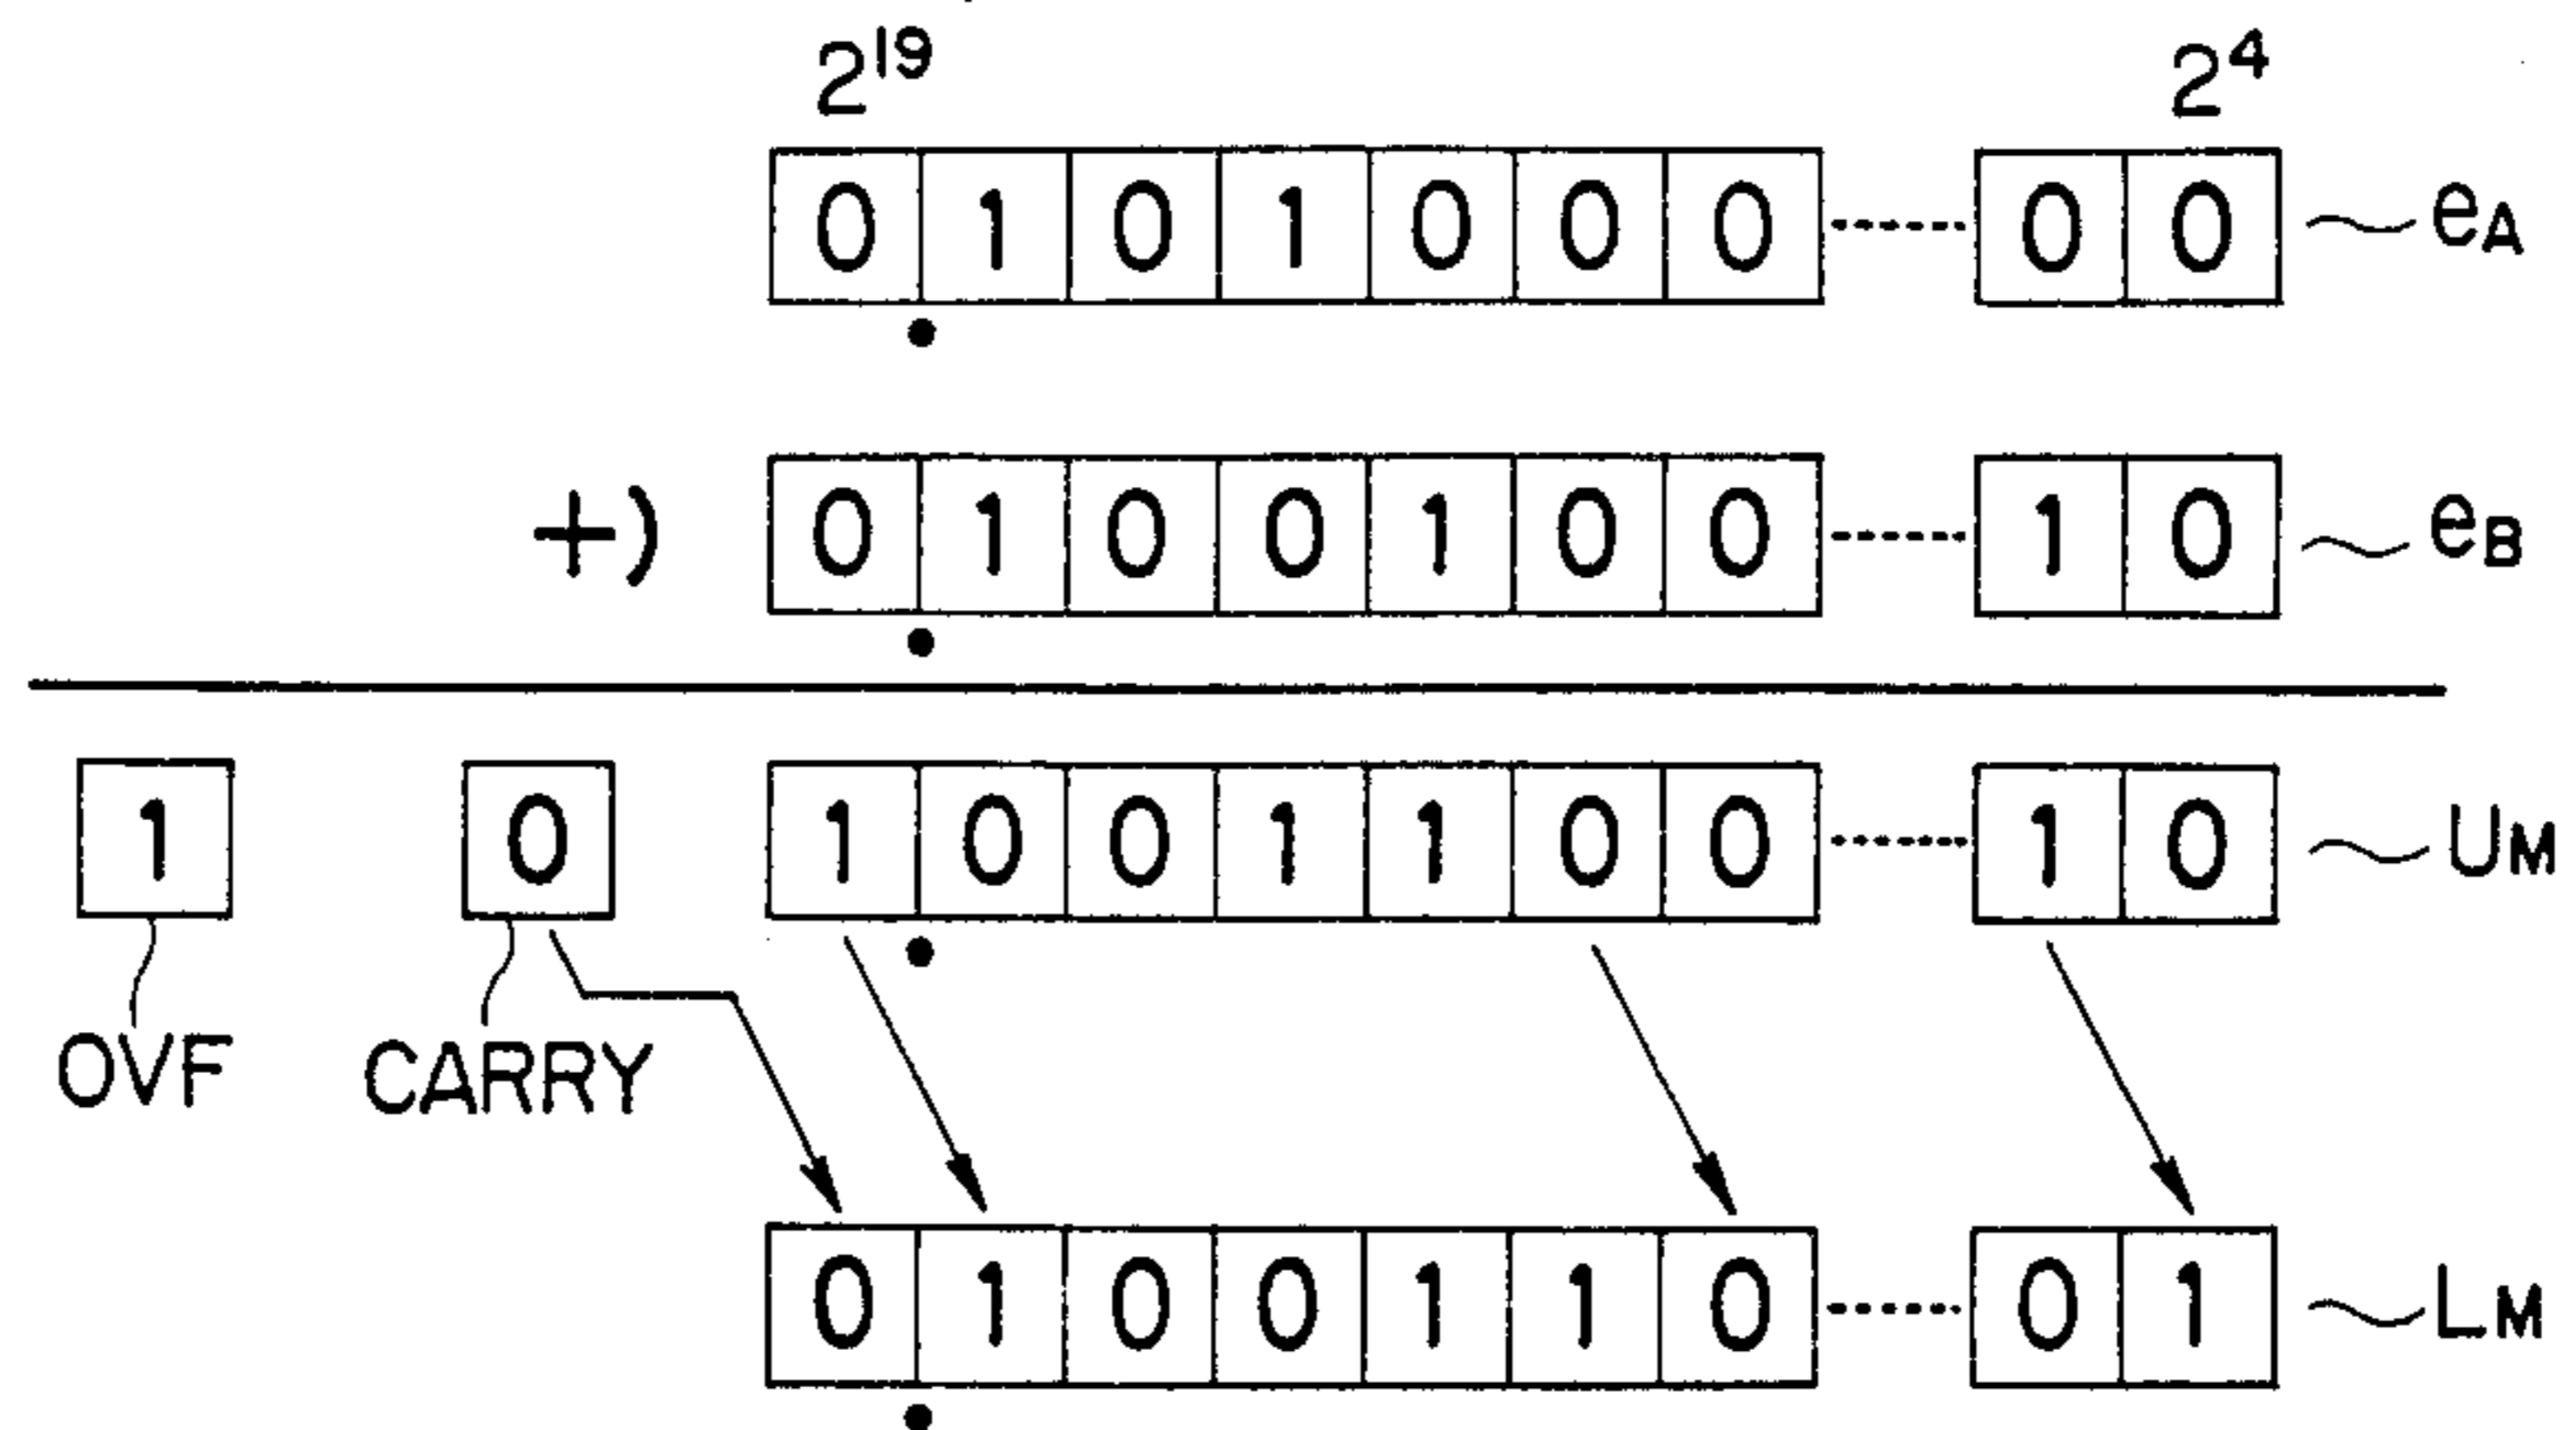 2¹⁹ 2⁴
0 1 0 1 0 0 0 ...... 0 0 eA
+) 0 1 0 0 1 0 0 ...... 1 0 eB
1 0 1 0 0 1 1 0 0 ...... 1 0 UM
OVF CARRY
0 1 0 0 1 1 0 ...... 0 1 LM